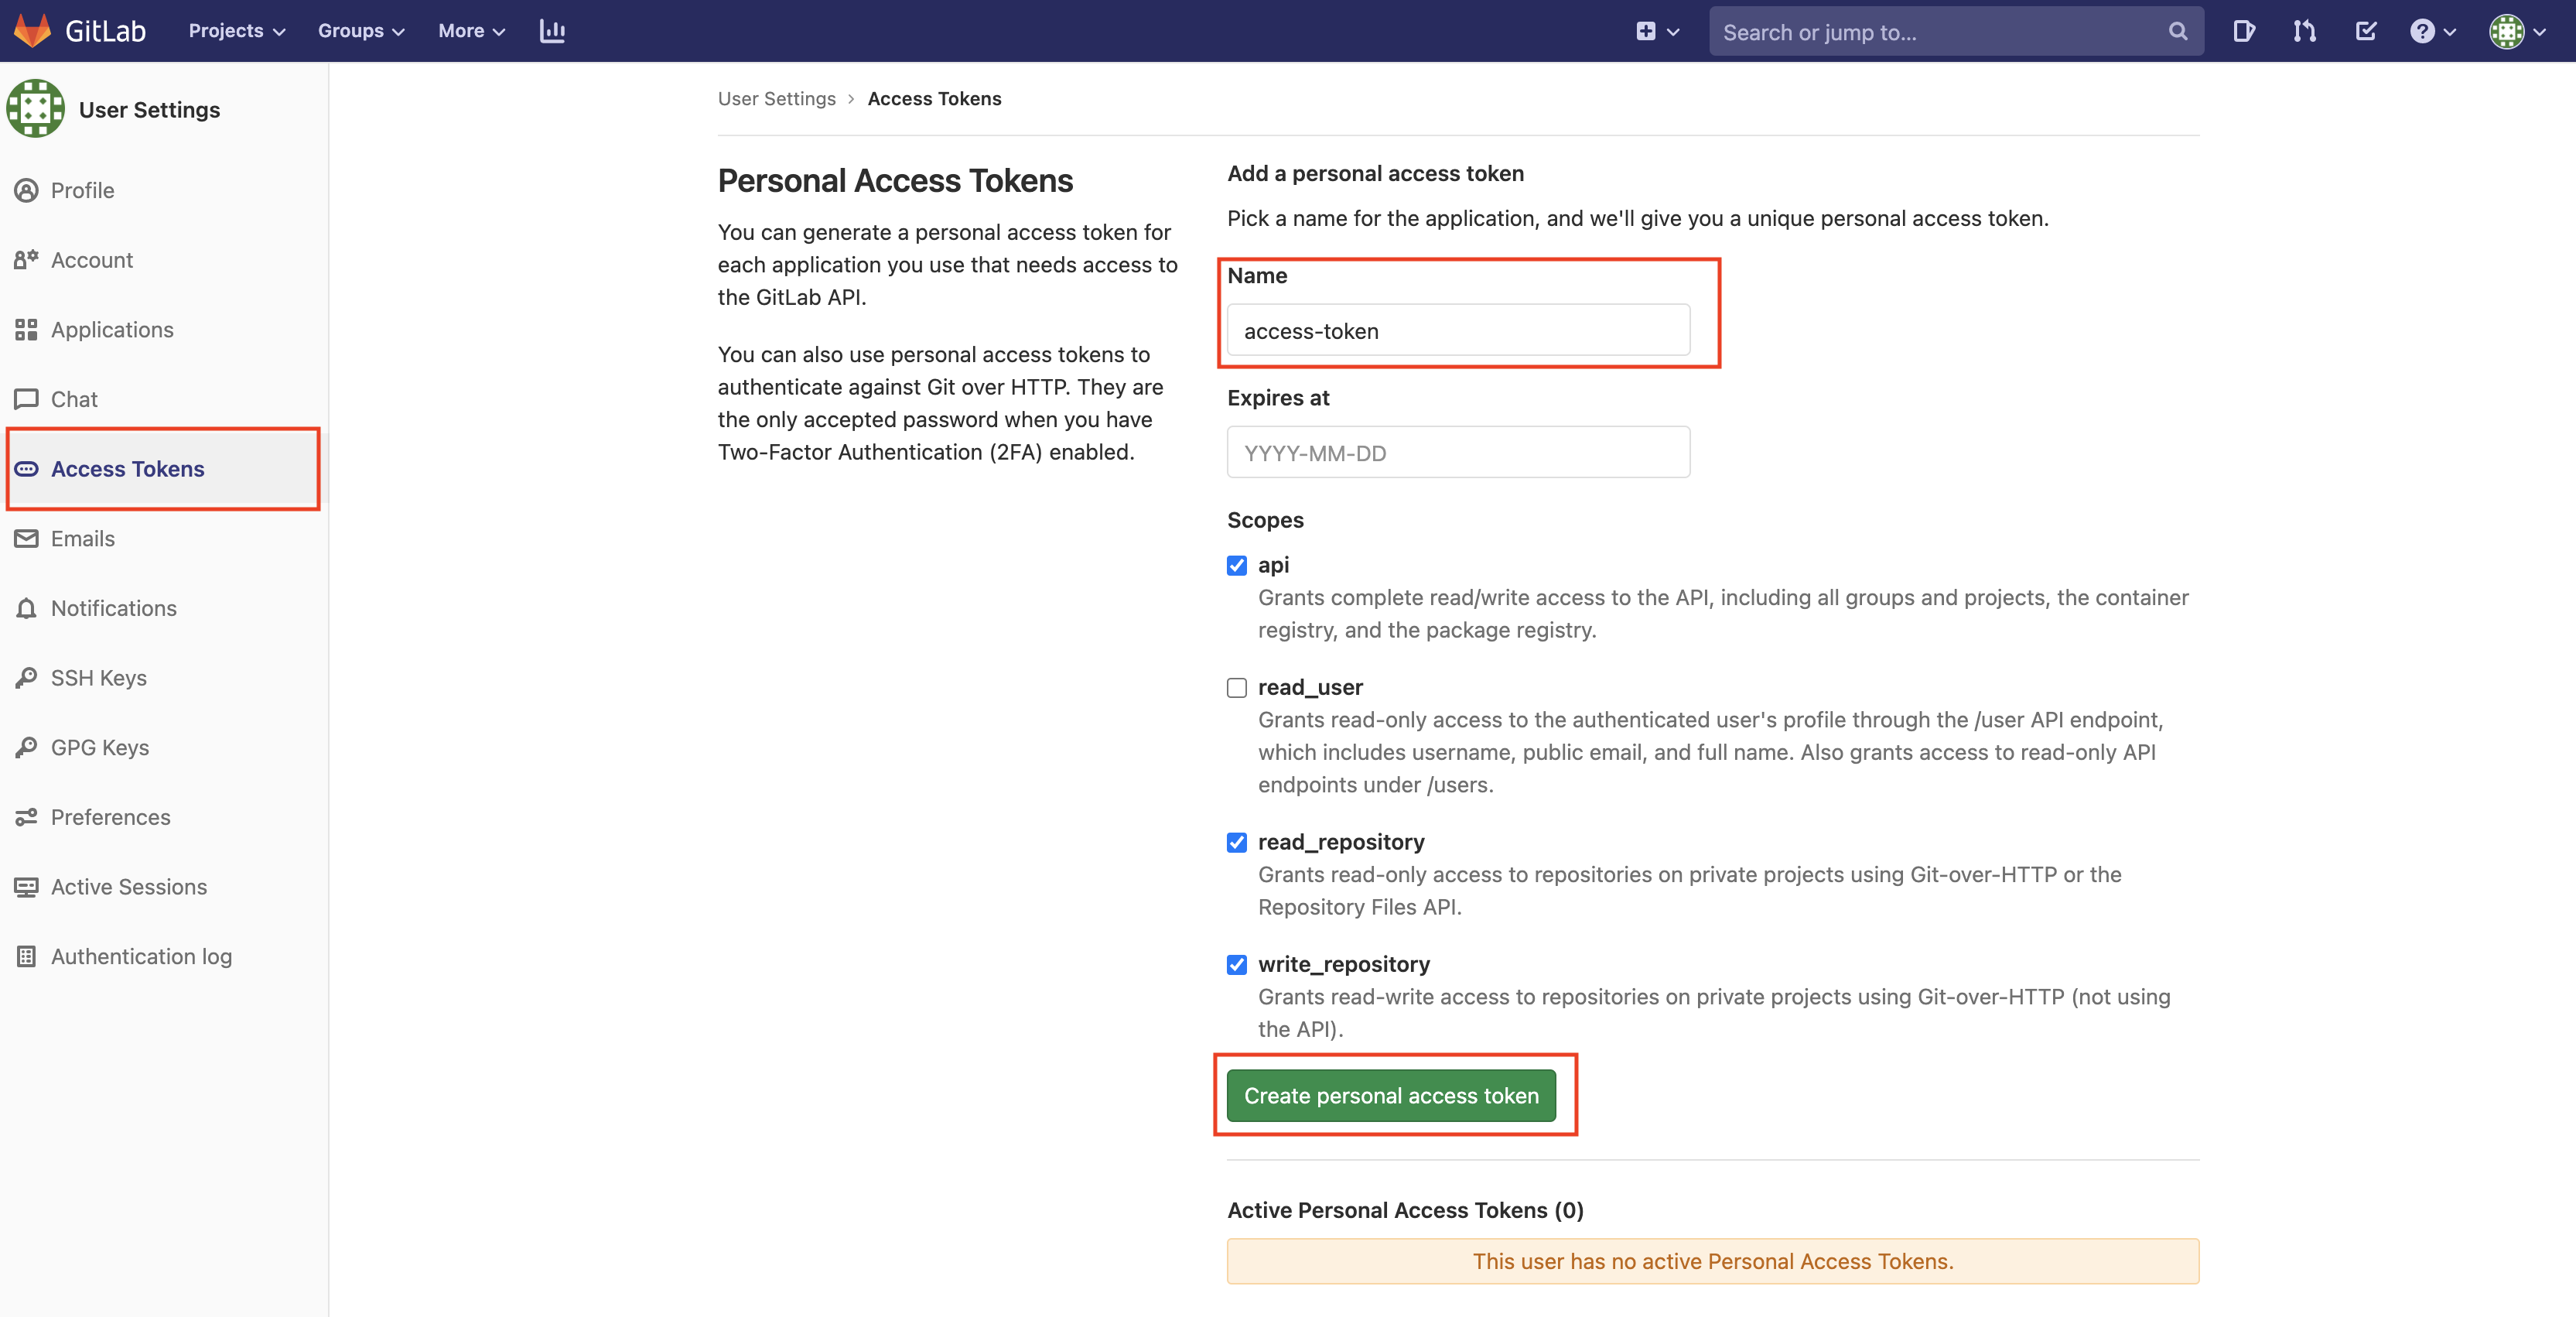 GitLab Projects Groups More Search or jump to...
User Settings
Profile
Account
Applications
Chat
Access Tokens
Emails
Notifications
SSH Keys
GPG Keys
Preferences
Active Sessions
Authentication log
User Settings > Access Tokens
Personal Access Tokens
You can generate a personal access token for
each application you use that needs access to
the GitLab API.
You can also use personal access tokens to
authenticate against Git over HTTP. They are
the only accepted password when you have
Two-Factor Authentication (2FA) enabled.
Add a personal access token
Pick a name for the application, and we'll give you a unique personal access token.
Name
access-token
Expires at
YYYY-MM-DD
Scopes
api
Grants complete read/write access to the API, including all groups and projects, the container
registry, and the package registry.
read_user
Grants read-only access to the authenticated user's profile through the /user API endpoint,
which includes username, public email, and full name. Also grants access to read-only API
endpoints under /users.
read_repository
Grants read-only access to repositories on private projects using Git-over-HTTP or the
Repository Files API.
write_repository
Grants read-write access to repositories on private projects using Git-over-HTTP (not using
the API).
Create personal access token
Active Personal Access Tokens (0)
This user has no active Personal Access Tokens.